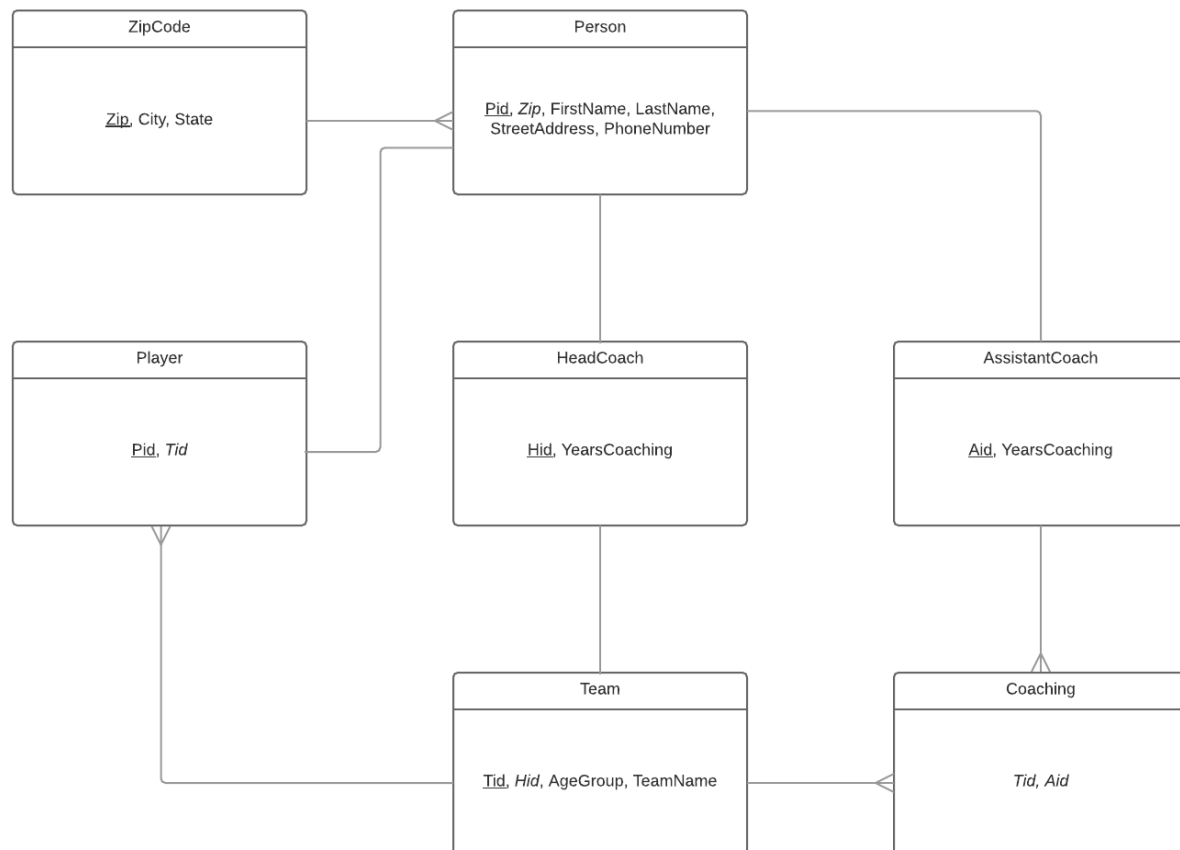 ZipCode
Person
Zip, City, State
Pid, Zip, FirstName, LastName,
StreetAddress, PhoneNumber
Player
HeadCoach
AssistantCoach
Pid, Tid
Hid, YearsCoaching
Aid, YearsCoaching
Team
Coaching
Tid, Hid, AgeGroup, TeamName
Tid, Aid